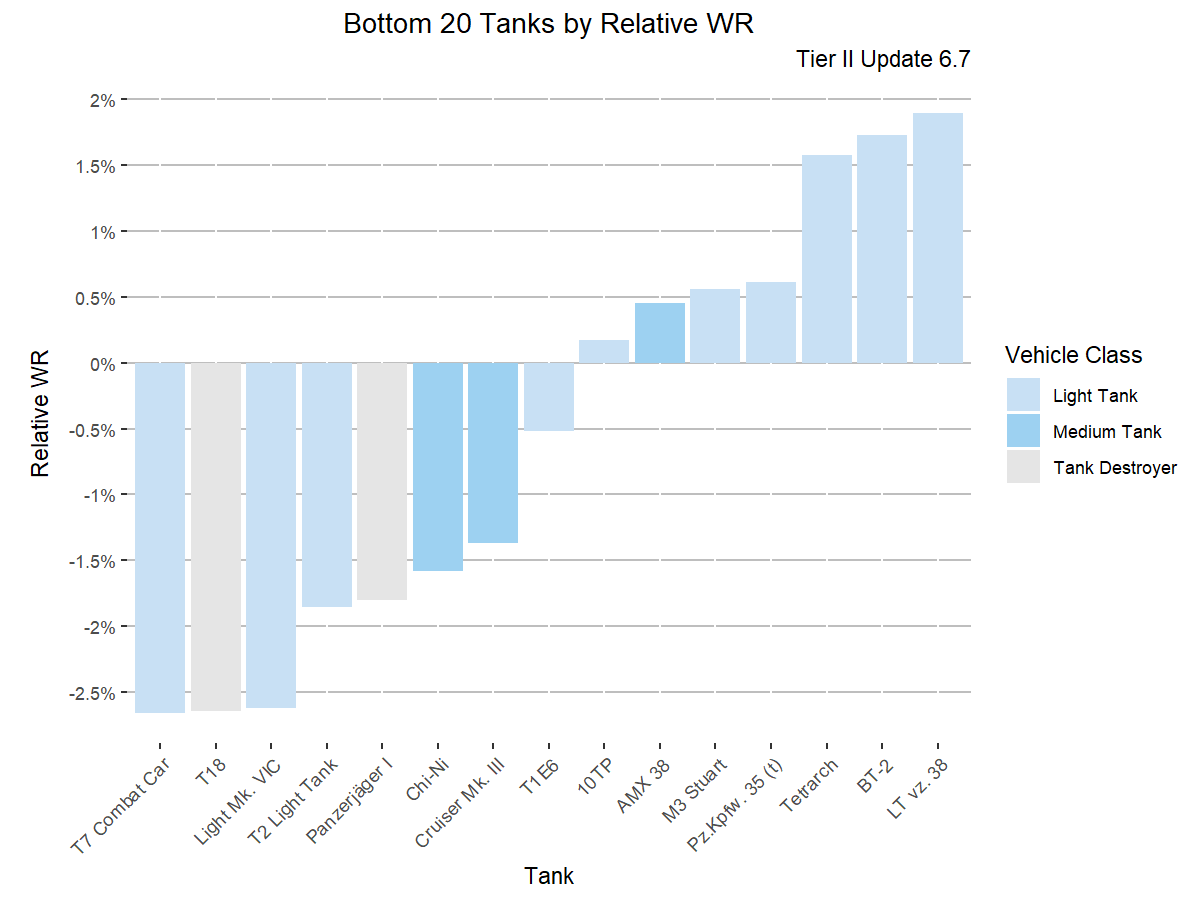 Bottom 20 Tanks by Relative WR
Tier II Update 6.7
2%
1.5%
1%
0.5%
0%
-0.5%
-1%
-1.5%
-2%
-2.5%
Relative WR
T7 Combat Car
T18
Light Mk. VIC
T2 Light Tank
Panzerjäger I
Chi-Ni
Cruiser Mk. III
T1E6
10TP
AMX 38
M3 Stuart
Pz.Kpfw. 35 (t)
Tetrarch
BT-2
LT vz. 38
Tank
Vehicle Class
Light Tank
Medium Tank
Tank Destroyer